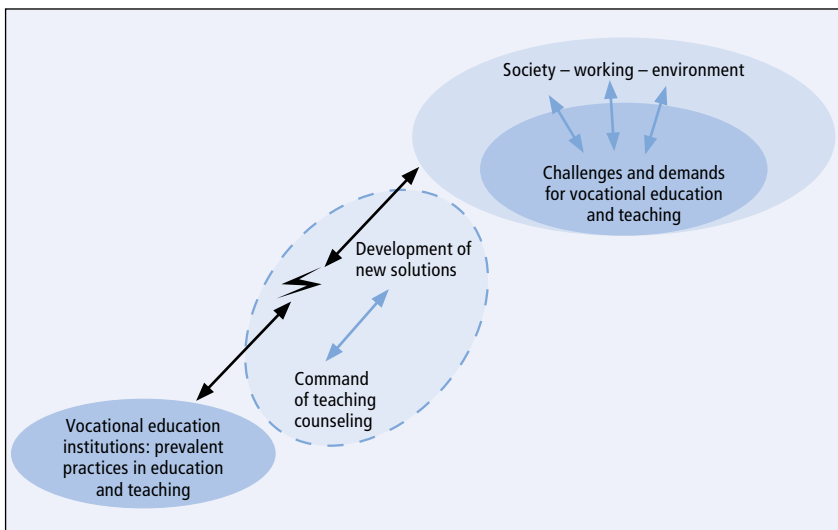 Society – working – environment
Challenges and demands
for vocational education
and teaching
Development of
new solutions
Command
of teaching
counseling
Vocational education
institutions: prevalent
practices in education
and teaching